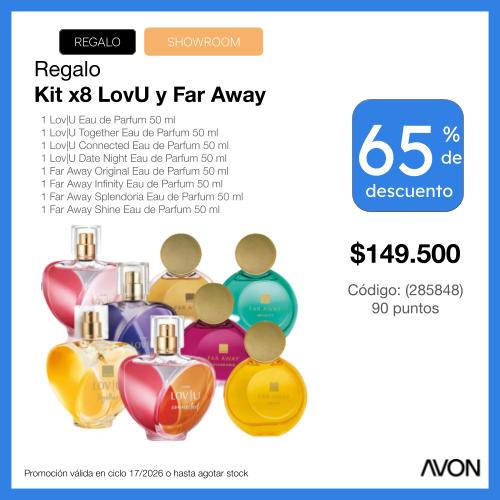 REGALO
SHOWROOM
Regalo
Kit x8 LovU y Far Away
1 Lov|U Eau de Parfum 50 ml
1 Lov|U Together Eau de Parfum 50 ml
1 Lov|U Connected Eau de Parfum 50 ml
1 Lov|U Date Night Eau de Parfum 50 ml
1 Far Away Original Eau de Parfum 50 ml
1 Far Away Infinity Eau de Parfum 50 ml
1 Far Away Splendoria Eau de Parfum 50 ml
1 Far Away Shine Eau de Parfum 50 ml
65 % de
descuento
$149.500
Código: (285848)
90 puntos
FAR AWAY
LOV|U
LOV|U
connected
Promoción válida en ciclo 17/2026 o hasta agotar stock
AVON